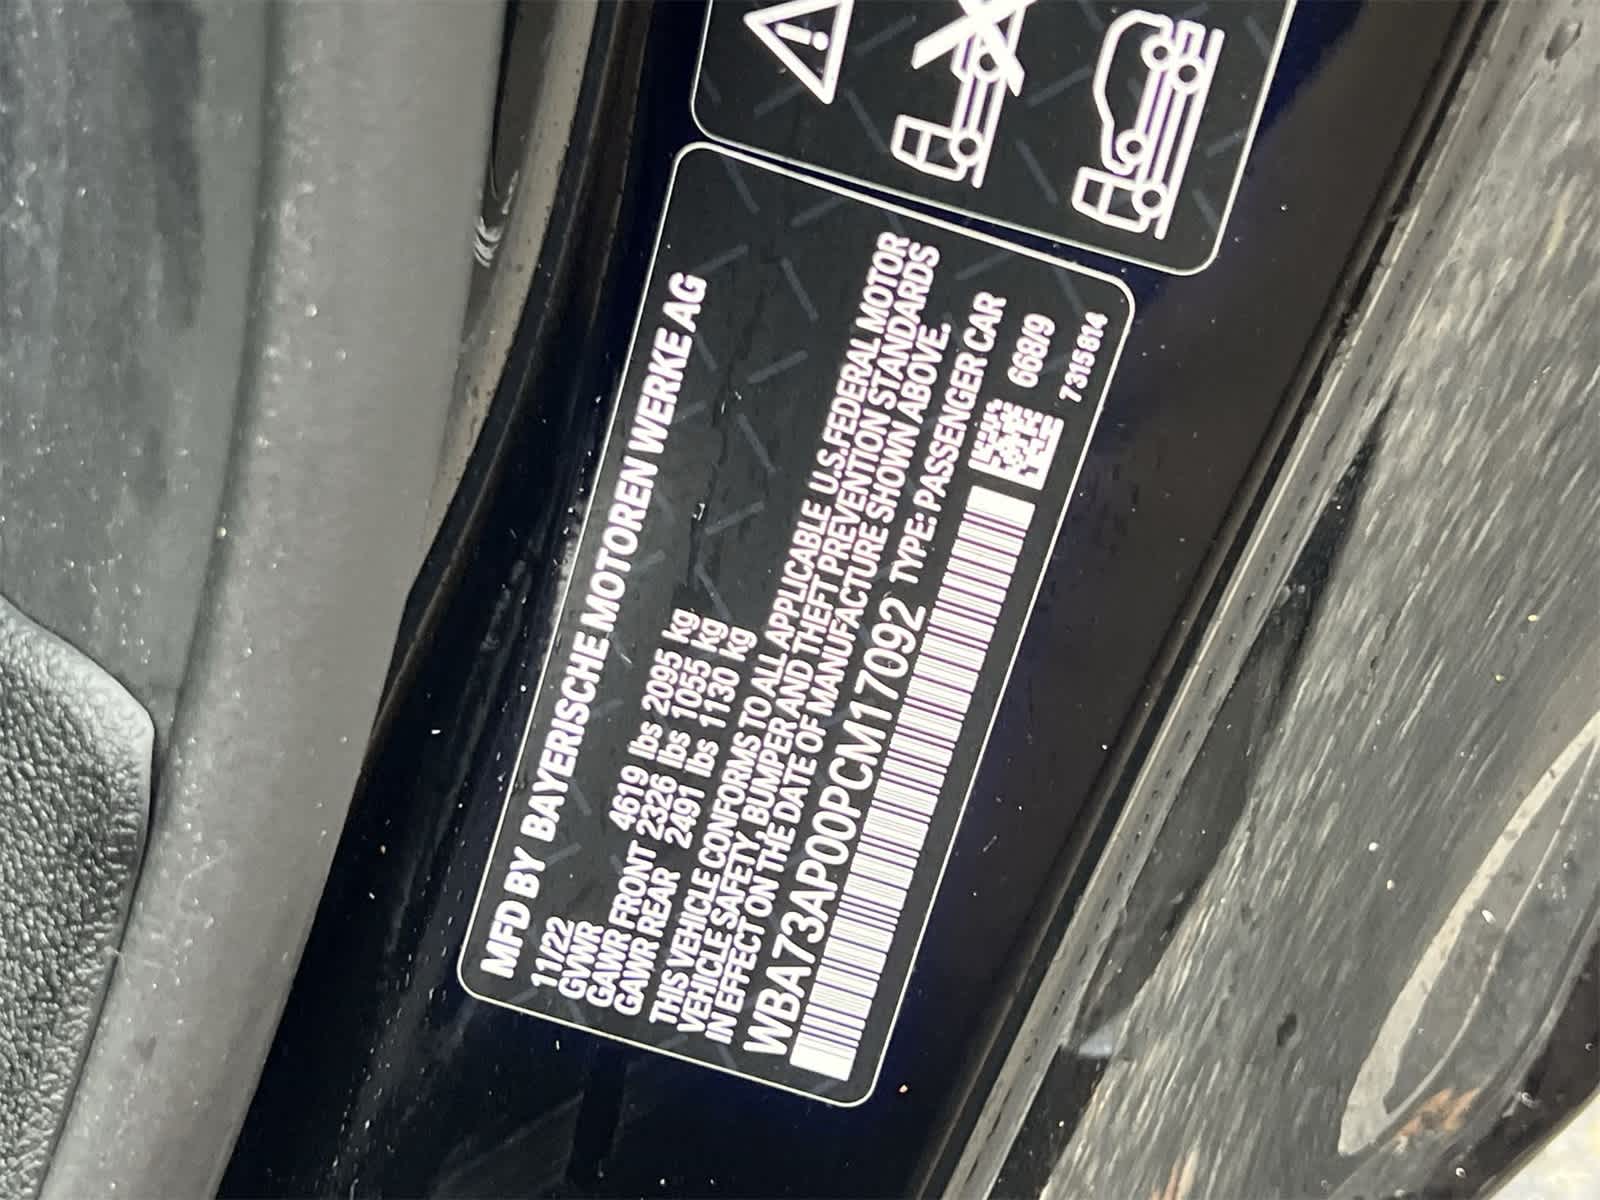 MFD BY BAYERISCHE MOTOREN WERKE AG
11/22
GVWR 4619 lbs 2095 kg
GAWR FRONT 2326 lbs 1055 kg
GAWR REAR 2491 lbs 1130 kg
THIS VEHICLE CONFORMS TO ALL APPLICABLE U.S.FEDERAL MOTOR
VEHICLE SAFETY, BUMPER AND THEFT PREVENTION STANDARDS
IN EFFECT ON THE DATE OF MANUFACTURE SHOWN ABOVE.
WBA73AP00PCM17092 TYPE: PASSENGER CAR
668/9
7315814